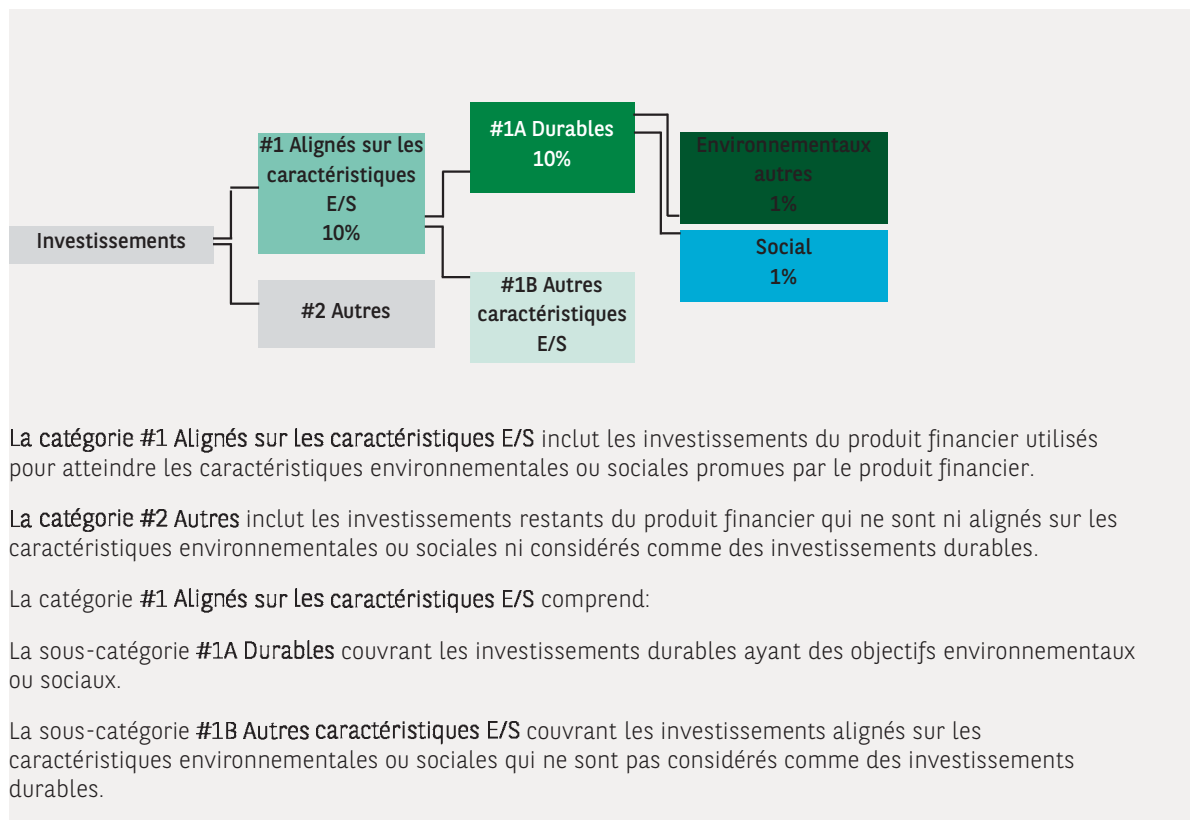 Investissements
#1 Alignés sur les
caractéristiques
E/S
10%
#2 Autres
#1A Durables
10%
#1B Autres
caractéristiques
E/S
Environnementaux
autres
1%
Social
1%
La catégorie #1 Alignés sur les caractéristiques E/S inclut les investissements du produit financier utilisés
pour atteindre les caractéristiques environnementales ou sociales promues par le produit financier.
La catégorie #2 Autres inclut les investissements restants du produit financier qui ne sont ni alignés sur les
caractéristiques environnementales ou sociales ni considérés comme des investissements durables.
La catégorie #1 Alignés sur les caractéristiques E/S comprend:
La sous-catégorie #1A Durables couvrant les investissements durables ayant des objectifs environnementaux
ou sociaux.
La sous-catégorie #1B Autres caractéristiques E/S couvrant les investissements alignés sur les
caractéristiques environnementales ou sociales qui ne sont pas considérés comme des investissements
durables.